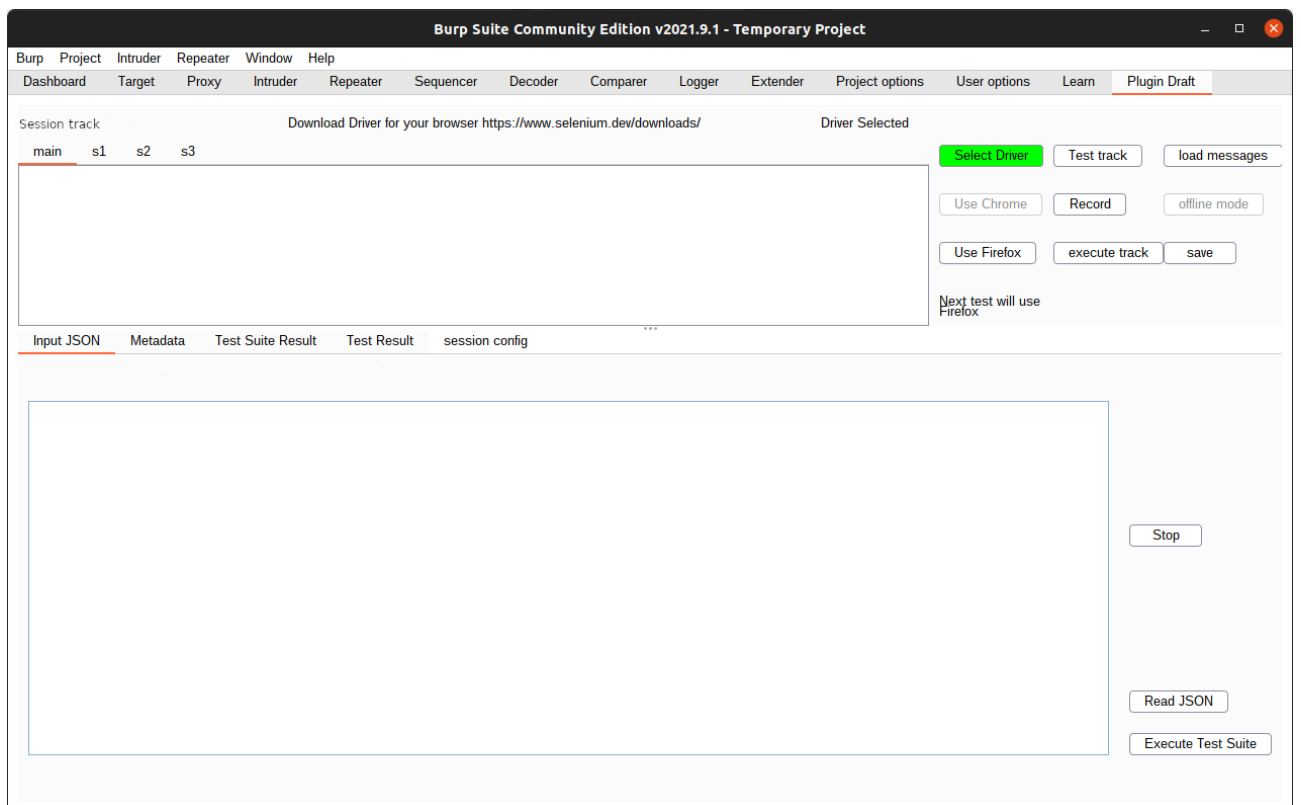 Burp Suite Community Edition v2021.9.1 - Temporary Project
Burp Project Intruder Repeater Window Help
Dashboard Target Proxy Intruder Repeater Sequencer Decoder Comparer Logger Extender Project options User options Learn Plugin Draft
Session track Download Driver for your browser https://www.selenium.dev/downloads/ Driver Selected
main s1 s2 s3
Select Driver Test track load messages
Use Chrome Record offline mode
Use Firefox execute track save
Next test will use
Firefox
Input JSON Metadata Test Suite Result Test Result session config
Stop
Read JSON
Execute Test Suite